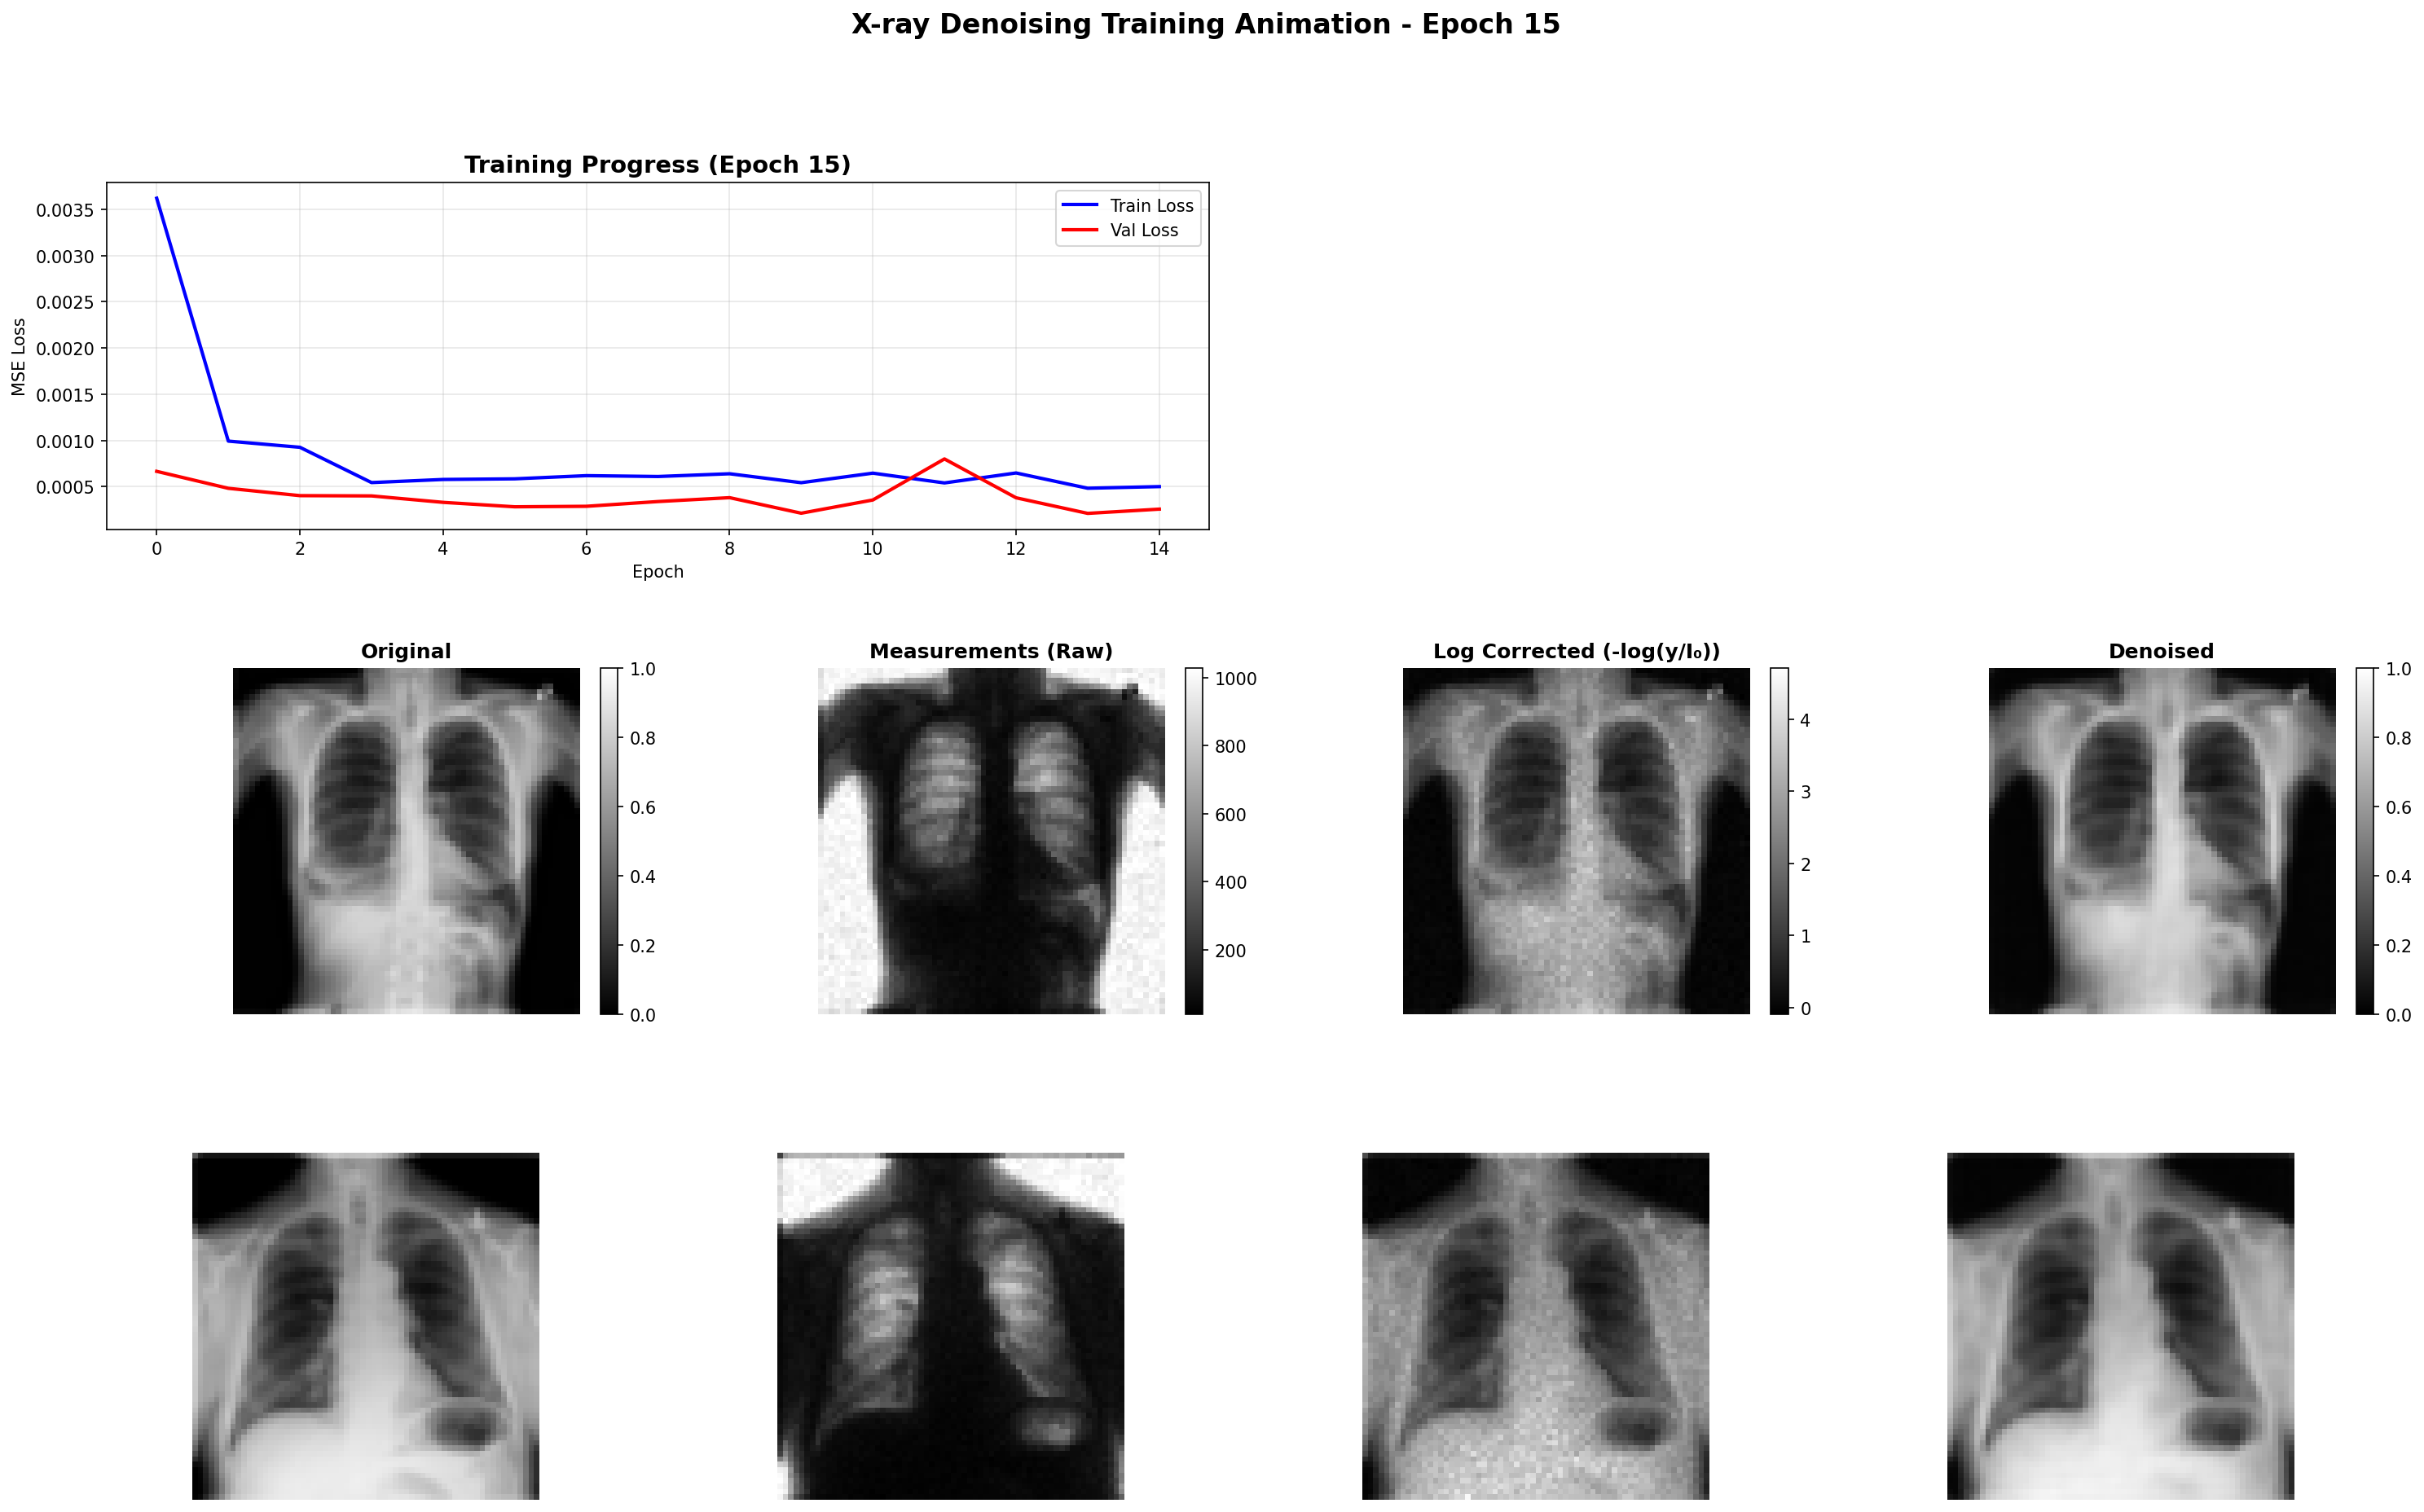 X-ray Denoising Training Animation - Epoch 15
Training Progress (Epoch 15)
MSE Loss
0.0035
0.0030
0.0025
0.0020
0.0015
0.0010
0.0005
Train Loss
Val Loss
0 2 4 6 8 10 12 14
Epoch
Original
1.0
0.8
0.6
0.4
0.2
0.0
Measurements (Raw)
1000
800
600
400
200
Log Corrected (-log(y/I₀))
4
3
2
1
0
Denoised
1.0
0.8
0.6
0.4
0.2
0.0